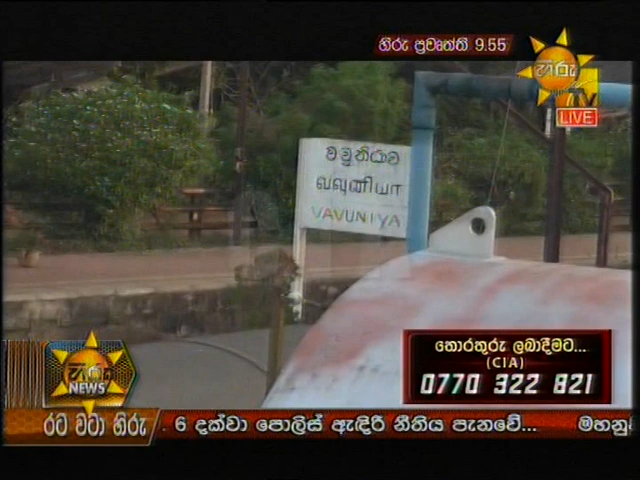 හිරු ප්‍රවෘත්ති 9.55
හිරු
TV
LIVE
වවුනියාව
வவுனியா
VAVUNIYA
තොරතුරු ලබාදීමට...
(CIA)
0770 322 821
හිරු
NEWS
රට වටා හිරු
. 6 දක්වා පොලිස් ඇඳිරි නීතිය පැනවේ... මහනු